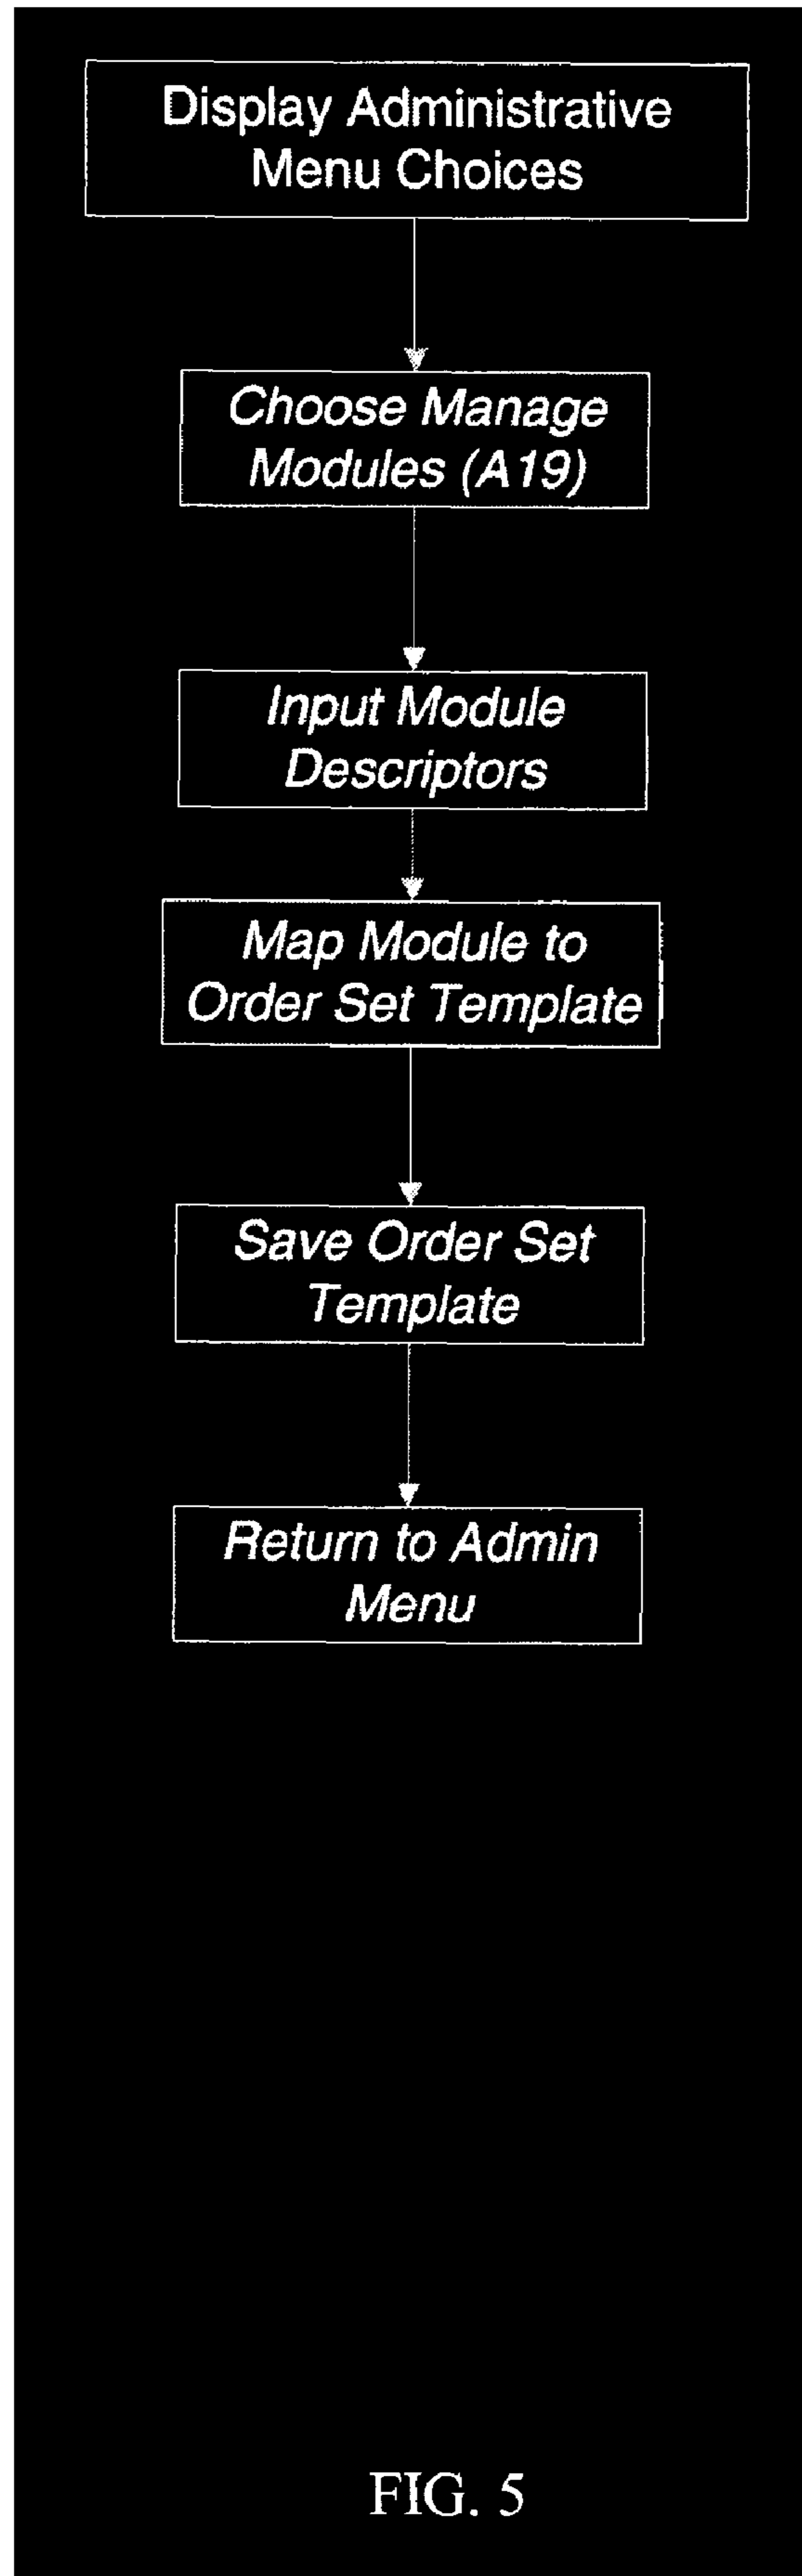 Display Administrative
Menu Choices
Choose Manage
Modules (A19)
Input Module
Descriptors
Map Module to
Order Set Template
Save Order Set
Template
Return to Admin
Menu
FIG. 5